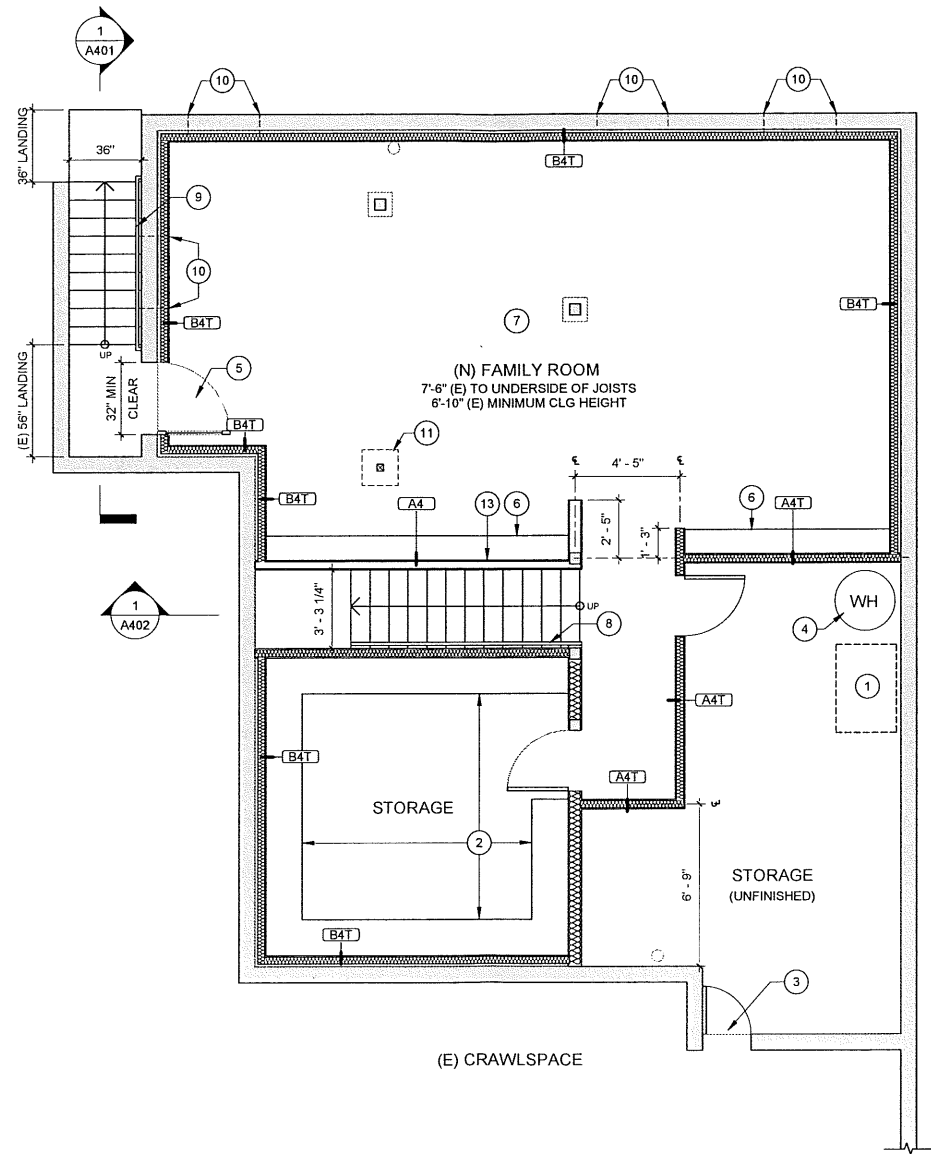 1
A401
10
10
10
36" LANDING
36"
B4T
9
10
B4T
B4T
7
UP
5
(N) FAMILY ROOM
7'-6" (E) TO UNDERSIDE OF JOISTS
6'-10" (E) MINIMUM CLG HEIGHT
(E) 56" LANDING
32" MIN
CLEAR
B4T
11
4' - 5"
B4T
A4
13
6
2' - 5"
1' - 3"
6
A4T
1
A402
3' - 3 1/4"
UP
8
WH
4
1
A4T
B4T
A4T
STORAGE
2
6' - 9"
STORAGE
(UNFINISHED)
B4T
3
(E) CRAWLSPACE